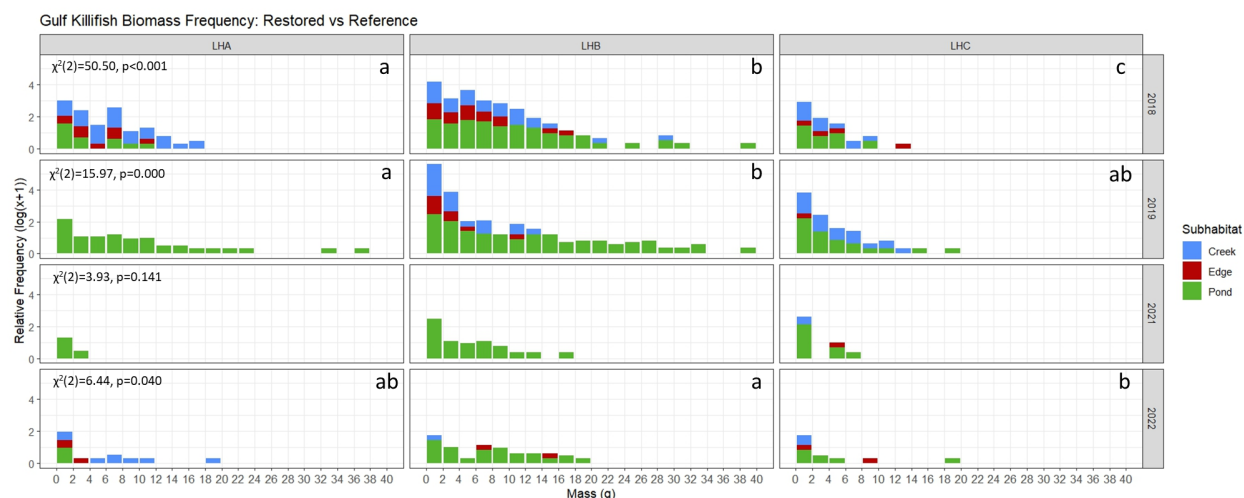 Gulf Killifish Biomass Frequency: Restored vs Reference
LHA LHB LHC
χ²(2)=50.50, p<0.001 a b c
2018
4
2
0
χ²(2)=15.97, p=0.000 a b ab
2019
4
2
0
χ²(2)=3.93, p=0.141
2021
4
2
0
χ²(2)=6.44, p=0.040 ab a b
2022
4
2
0
Relative Frequency (log(x+1))
0 2 4 6 8 10 12 14 16 18 20 22 24 26 28 30 32 34 36 38 40 0 2 4 6 8 10 12 14 16 18 20 22 24 26 28 30 32 34 36 38 40 0 2 4 6 8 10 12 14 16 18 20 22 24 26 28 30 32 34 36 38 40
Mass (g)
Subhabitat
Creek
Edge
Pond